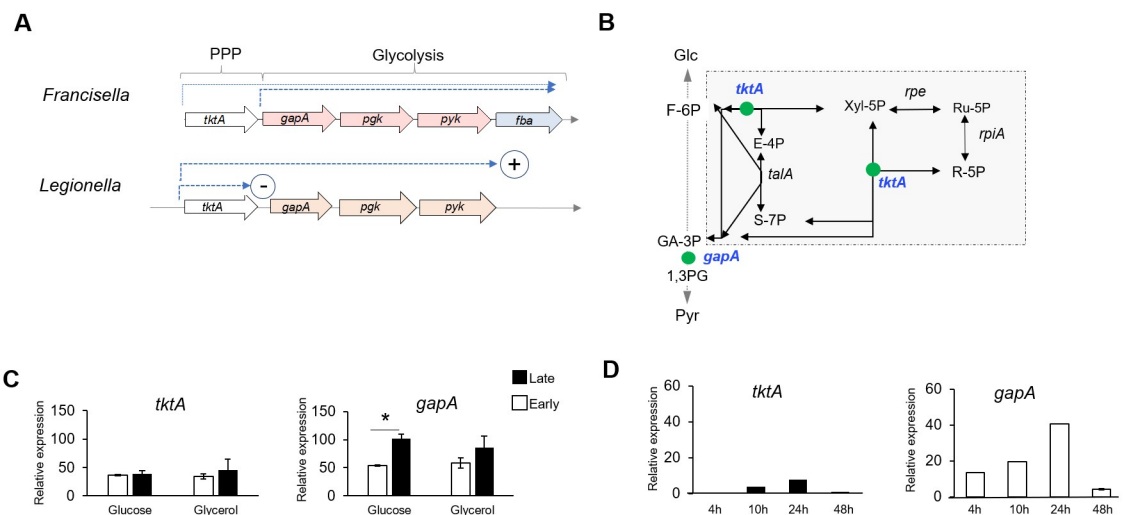 A
PPP
Glycolysis
Francisella
tktA
gapA
pgk
pyk
fba
Legionella
+
-
tktA
gapA
pgk
pyk
B
Glc
F-6P
tktA
Xyl-5P
rpe
Ru-5P
rpiA
E-4P
talA
tktA
R-5P
S-7P
GA-3P
gapA
1,3PG
Pyr
C
tktA
Relative expression
150
100
50
0
Glucose
Glycerol
gapA
Relative expression
150
100
50
0
*
Glucose
Glycerol
Late
Early
D
tktA
Relative expression
60
40
20
0
4h
10h
24h
48h
gapA
Relative expression
60
40
20
0
4h
10h
24h
48h